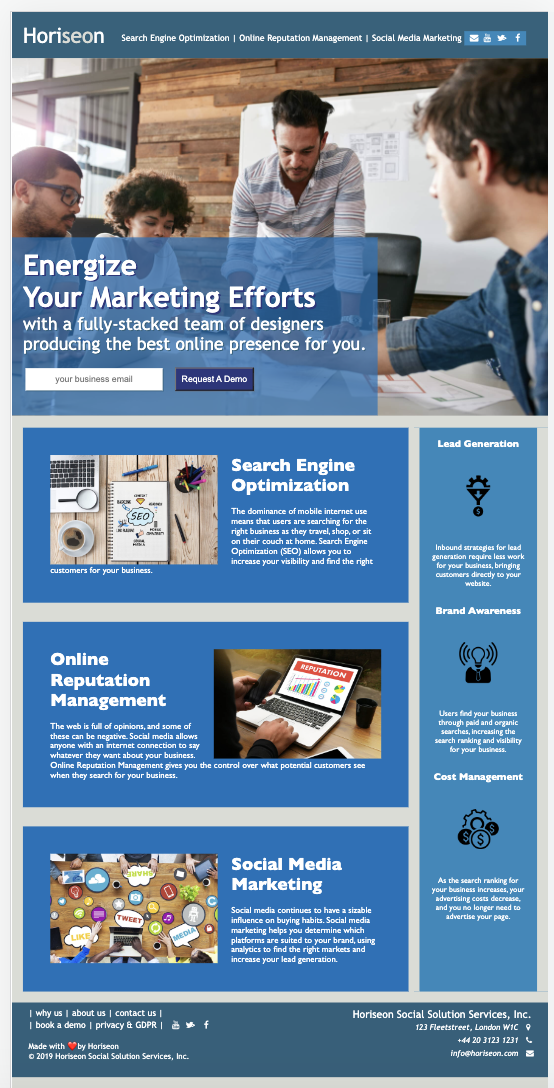 Horiseon
Search Engine Optimization | Online Reputation Management | Social Media Marketing
Energize
Your Marketing Efforts
with a fully-stacked team of designers
producing the best online presence for you.
your business email
Request A Demo
SEO
Search Engine
Optimization
The dominance of mobile internet use
means that users are searching for the
right business as they travel, shop, or sit
on their couch at home. Search Engine
Optimization (SEO) allows you to
increase your visibility and find the right
customers for your business.
Online
Reputation
Management
The web is full of opinions, and some of
these can be negative. Social media allows
anyone with an internet connection to say
whatever they want about your business.
Online Reputation Management gives you the control over what potential customers see
when they search for your business.
REPUTATION
SHARE
TWEET
LIKE
MEDIA
Social Media
Marketing
Social media continues to have a sizable
influence on buying habits. Social media
marketing helps you determine which
platforms are suited to your brand, using
analytics to find the right markets and
increase your lead generation.
Lead Generation
Inbound strategies for lead
generation require less work
for your business, bringing
customers directly to your
website.
Brand Awareness
Users find your business
through paid and organic
searches, increasing the
search ranking and visibility
for your business.
Cost Management
As the search ranking for
your business increases, your
advertising costs decrease,
and you no longer need to
advertise your page.
| why us | about us | contact us |
| book a demo | privacy & GDPR |
Made with ❤️by Horiseon
© 2019 Horiseon Social Solution Services, Inc.
Horiseon Social Solution Services, Inc.
123 Fleetstreet, London W1C
+44 20 3123 1231
info@horiseon.com